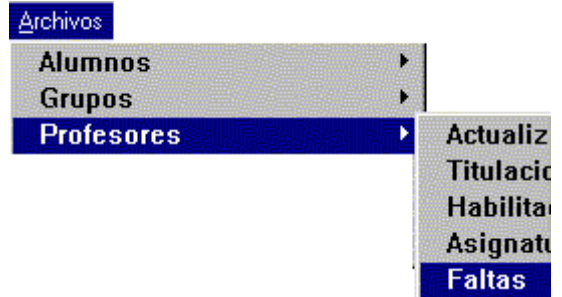 Archivos
Alumnos
Grupos
Profesores
Actualiz
Titulacio
Habilita
Asignatu
Faltas